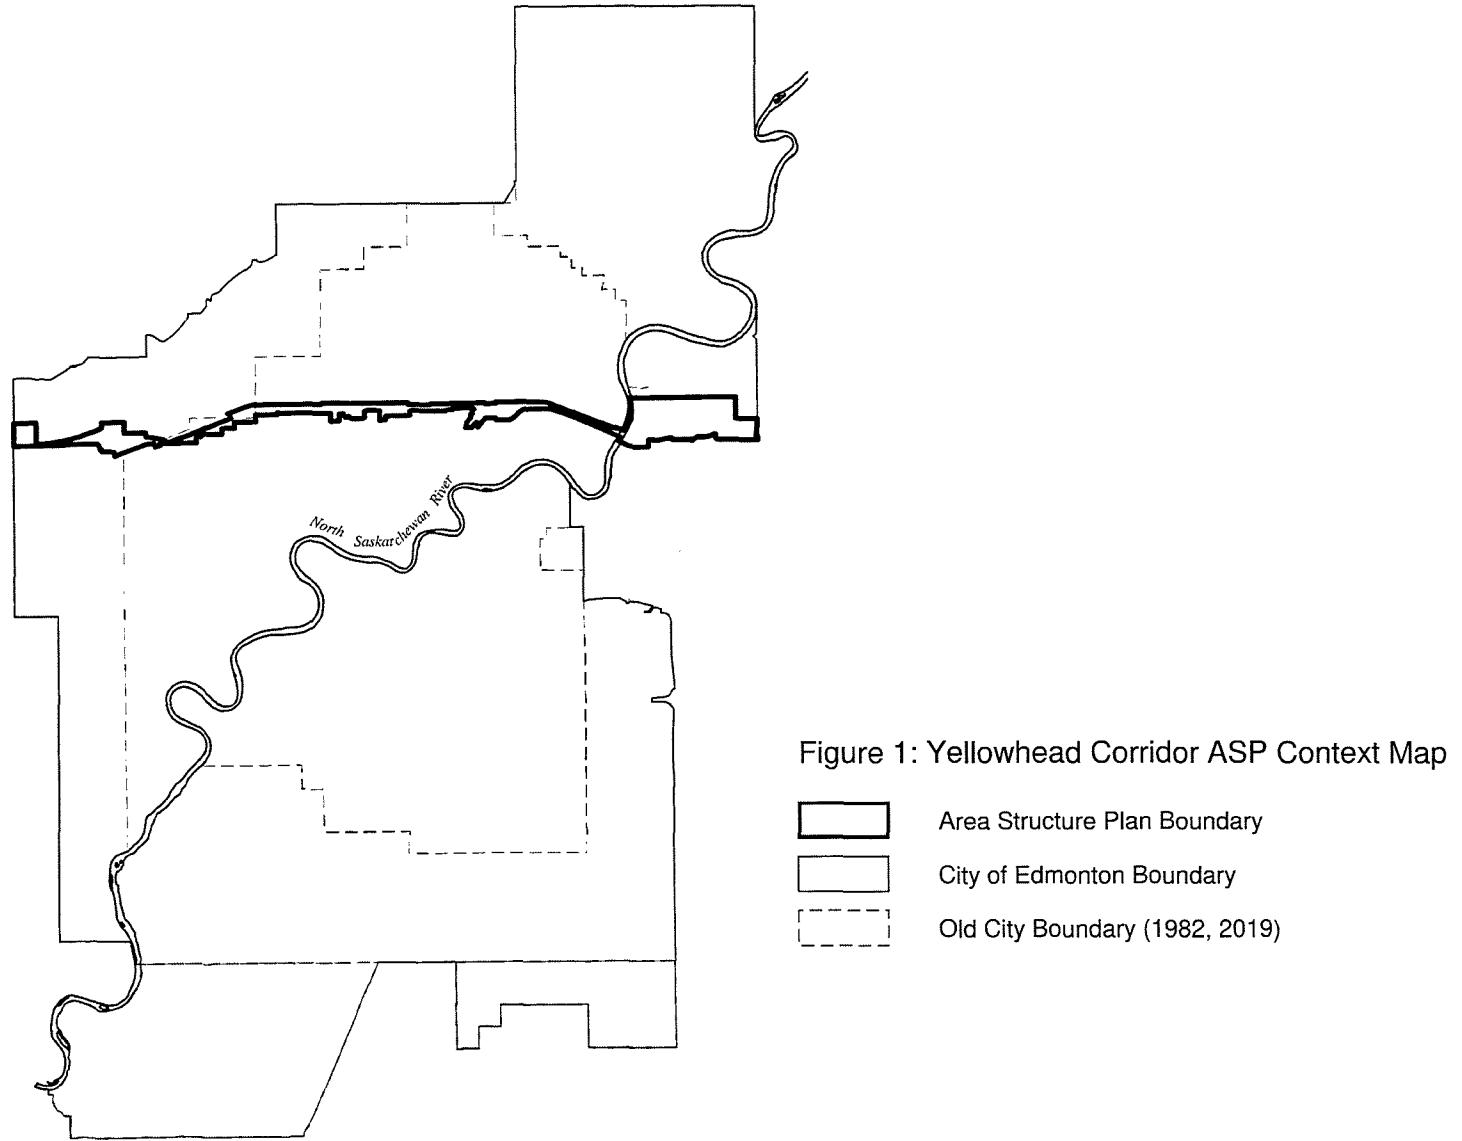 North Saskatchewan River
Figure 1: Yellowhead Corridor ASP Context Map
Area Structure Plan Boundary
City of Edmonton Boundary
Old City Boundary (1982, 2019)